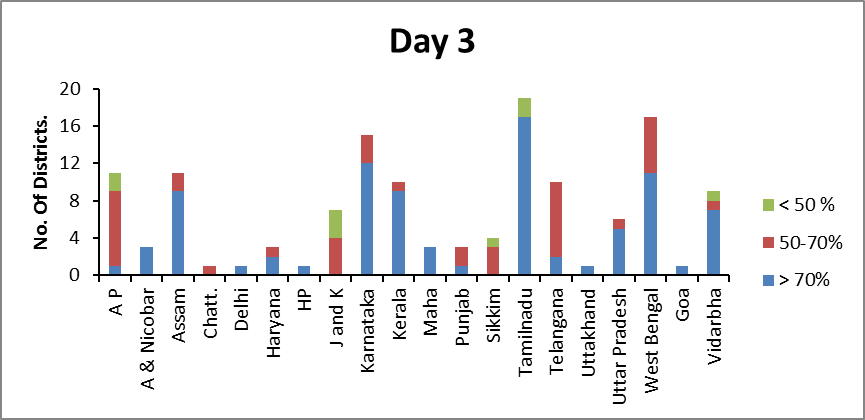 Day 3
No. Of Districts.
20
16
12
8
4
0
A P
A & Nicobar
Assam
Chatt.
Delhi
Haryana
HP
J and K
Karnataka
Kerala
Maha
Punjab
Sikkim
Tamilnadu
Telangana
Uttakhand
Uttar Pradesh
West Bengal
Goa
Vidarbha
< 50 %
50-70%
> 70%